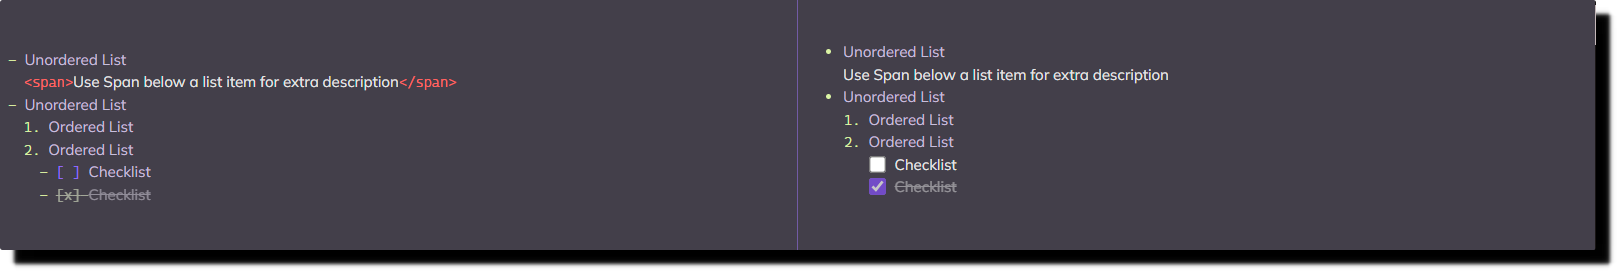 – Unordered List
<span>Use Span below a list item for extra description</span>
– Unordered List
1. Ordered List
2. Ordered List
– [ ] Checklist
– [x] Checklist
• Unordered List
Use Span below a list item for extra description
• Unordered List
1. Ordered List
2. Ordered List
Checklist
Checklist